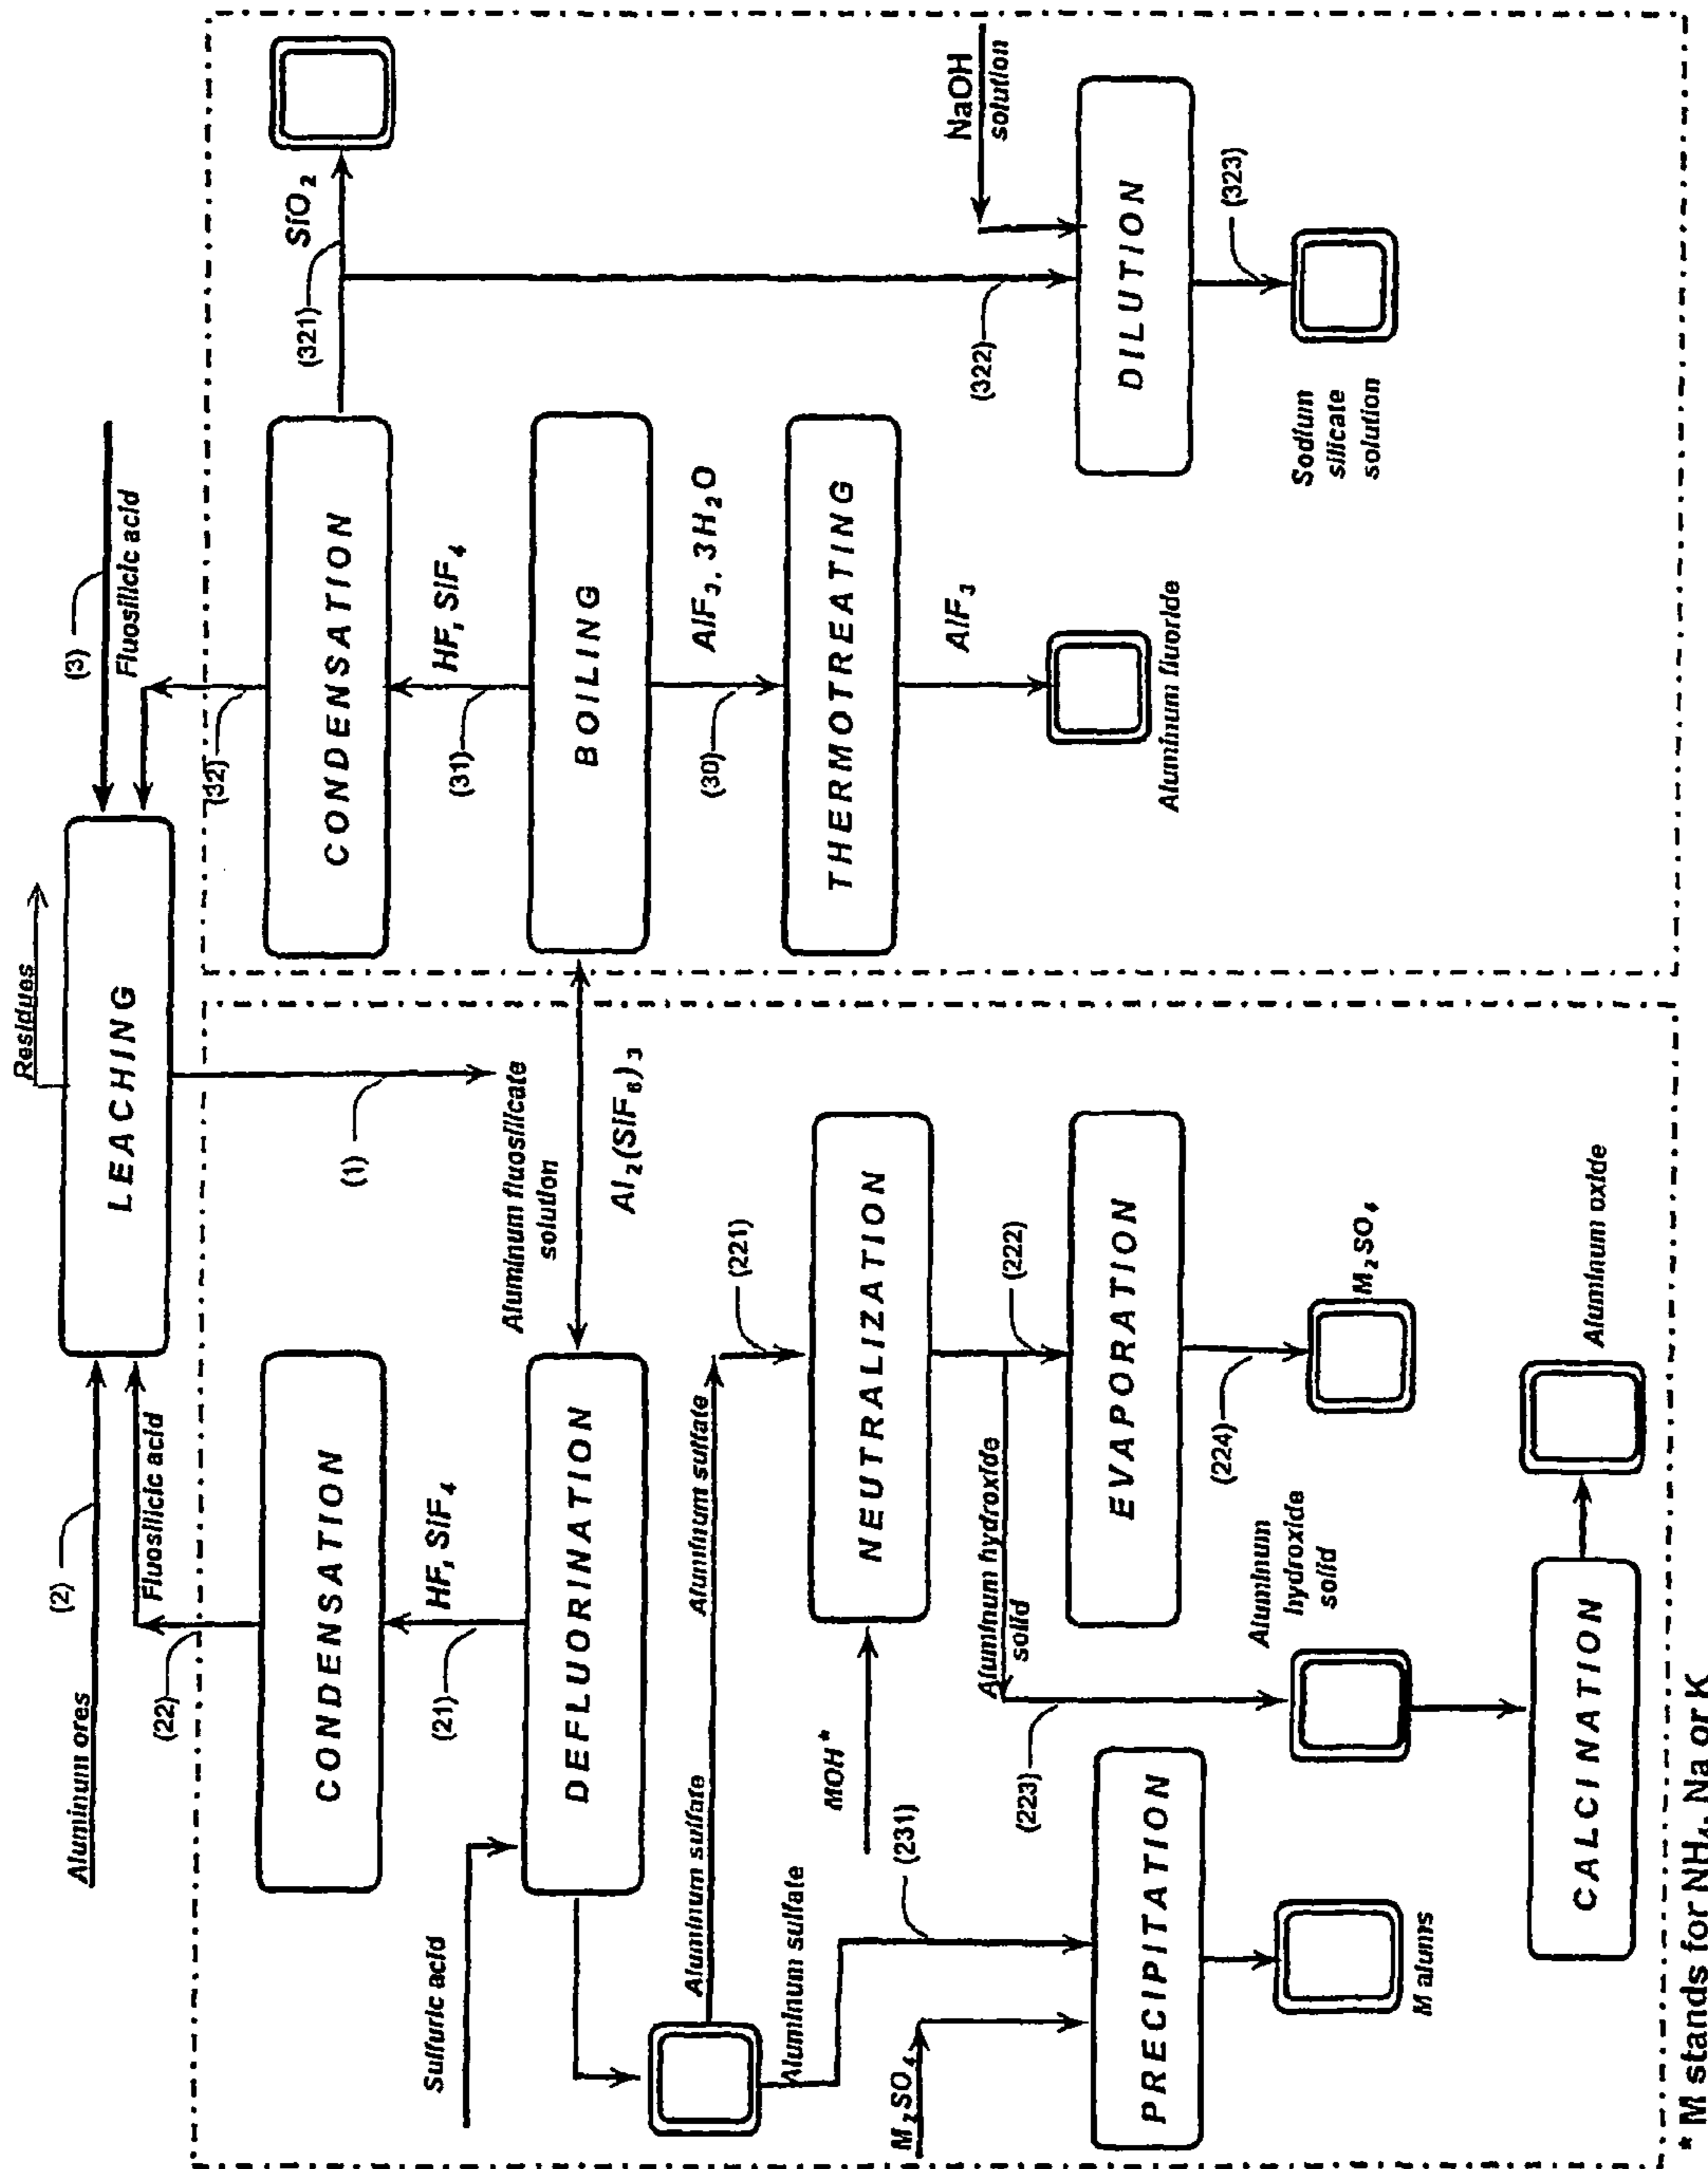 Residues
LEACHING
Aluminum ores
(2)
Fluosilicic acid
(22)
(3)
Fluosilicic acid
(32)
(1)
Aluminum fluosilicate
solution
Al₂(SiF₆)₃
CONDENSATION
HF, SiF₄
(21)
Sulfuric acid
DEFLUORINATION
Aluminum sulfate
Aluminum sulfate
(221)
Aluminum sulfate
(231)
MOH*
NEUTRALIZATION
(222)
Aluminum hydroxide
solid
(223)
EVAPORATION
(224)
M₂SO₄
M₂SO₄
PRECIPITATION
M alums
Aluminum
hydroxide
solid
CALCINATION
Aluminum oxide
CONDENSATION
(321)
SiO₂
HF, SiF₄
(31)
BOILING
(30)
AlF₃, 3H₂O
THERMOTREATING
AlF₃
Aluminum fluoride
(322)
NaOH
solution
DILUTION
(323)
Sodium
silicate
solution
* M stands for NH₄, Na or K